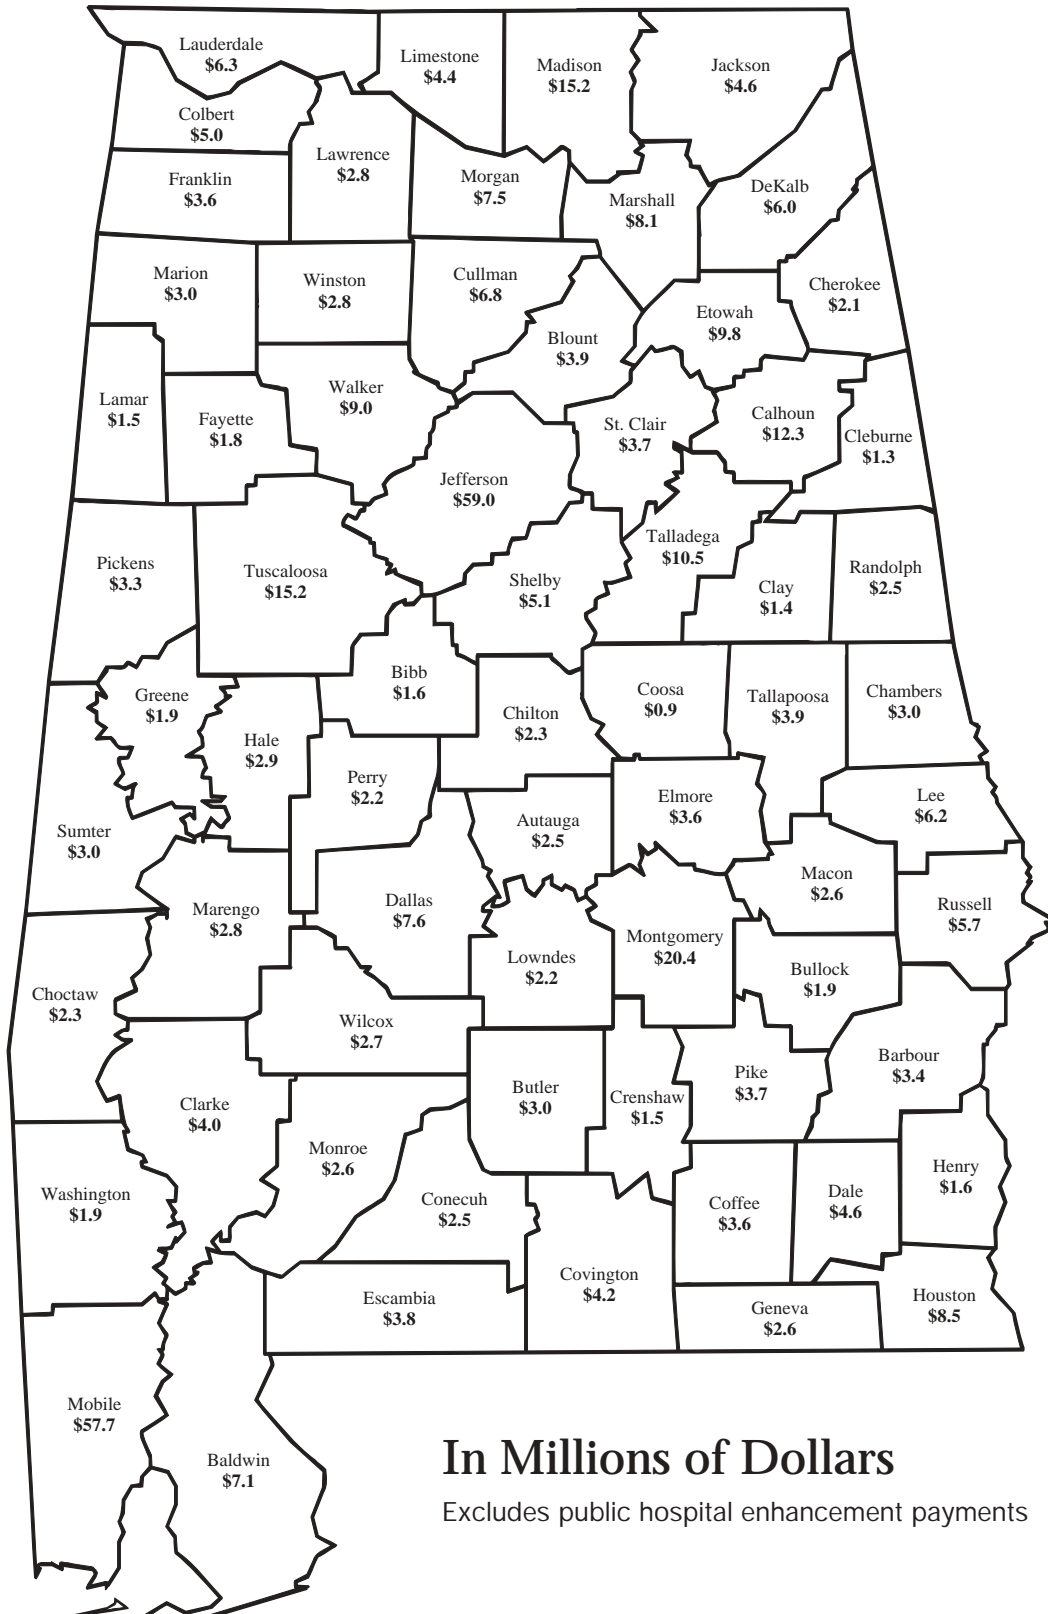 Lauderdale
$6.3
Limestone
$4.4
Madison
$15.2
Jackson
$4.6
Colbert
$5.0
Lawrence
$2.8
Franklin
$3.6
Morgan
$7.5
Marshall
$8.1
DeKalb
$6.0
Marion
$3.0
Winston
$2.8
Cullman
$6.8
Cherokee
$2.1
Etowah
$9.8
Blount
$3.9
Lamar
$1.5
Fayette
$1.8
Walker
$9.0
St. Clair
$3.7
Calhoun
$12.3
Cleburne
$1.3
Jefferson
$59.0
Pickens
$3.3
Tuscaloosa
$15.2
Shelby
$5.1
Talladega
$10.5
Clay
$1.4
Randolph
$2.5
Greene
$1.9
Bibb
$1.6
Coosa
$0.9
Tallapoosa
$3.9
Chambers
$3.0
Hale
$2.9
Chilton
$2.3
Perry
$2.2
Elmore
$3.6
Lee
$6.2
Sumter
$3.0
Autauga
$2.5
Macon
$2.6
Marengo
$2.8
Dallas
$7.6
Russell
$5.7
Lowndes
$2.2
Montgomery
$20.4
Bullock
$1.9
Choctaw
$2.3
Wilcox
$2.7
Barbour
$3.4
Clarke
$4.0
Butler
$3.0
Crenshaw
$1.5
Pike
$3.7
Monroe
$2.6
Washington
$1.9
Conecuh
$2.5
Coffee
$3.6
Dale
$4.6
Henry
$1.6
Escambia
$3.8
Covington
$4.2
Geneva
$2.6
Houston
$8.5
Mobile
$57.7
Baldwin
$7.1
In Millions of Dollars
Excludes public hospital enhancement payments